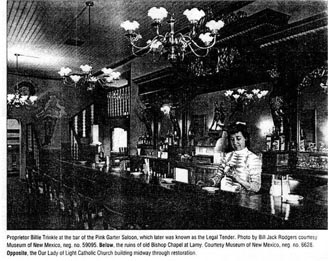 Proprietor Billie Trinkle at the bar of the Pink Garter Saloon, which later was known as the Legal Tender. Photo by Bill Jack Rodgers courtesy
Museum of New Mexico, neg. no. 59095. Below, the ruins of old Bishop Chapel at Lamy. Courtesy Museum of New Mexico, neg. no. 6628.
Opposite, the Our Lady of Light Catholic Church building midway through restoration.